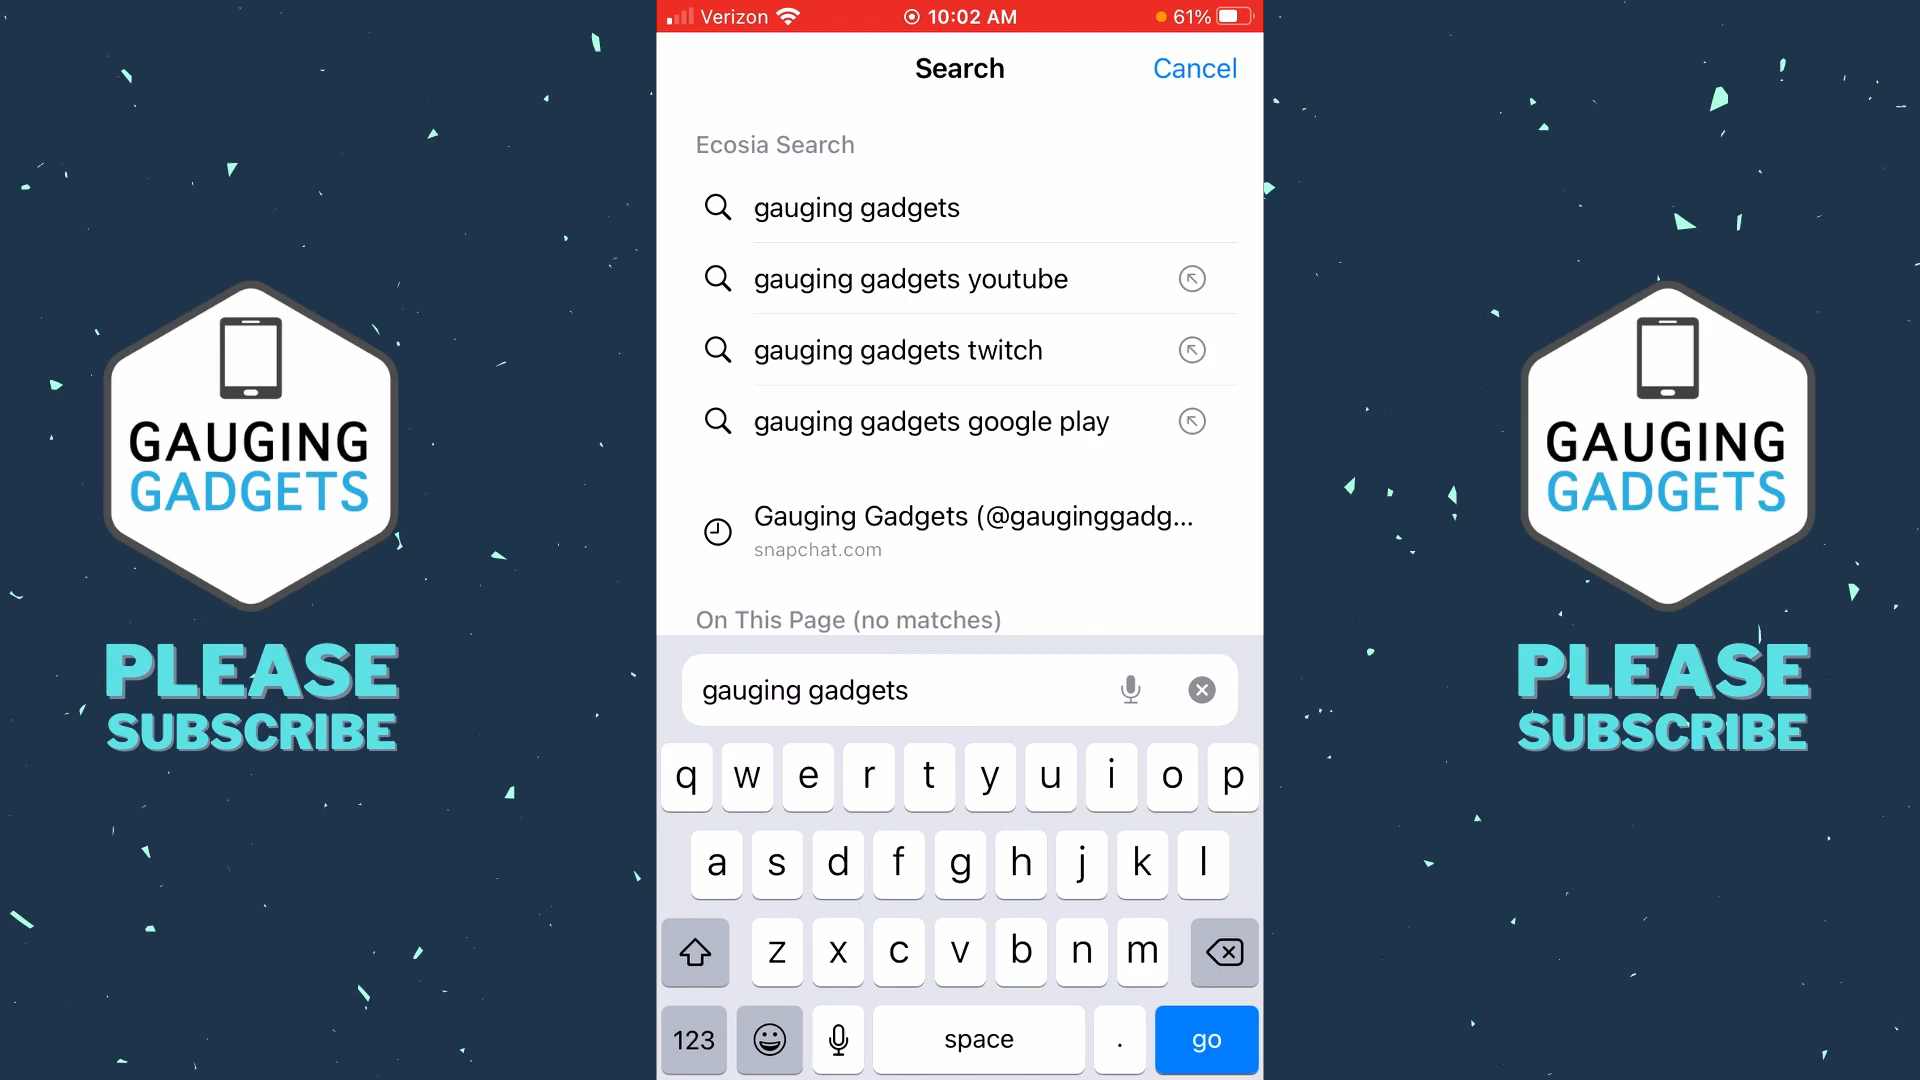 Verizon 10:02 AM 61%
Search Cancel
Ecosia Search
gauging gadgets
gauging gadgets youtube
gauging gadgets twitch
gauging gadgets google play
Gauging Gadgets (@gauginggadg...
snapchat.com
On This Page (no matches)
gauging gadgets
q w e r t y u i o p
a s d f g h j k l
z x c v b n m
123 space . go
GAUGING
GADGETS
PLEASE
SUBSCRIBE
GAUGING
GADGETS
PLEASE
SUBSCRIBE